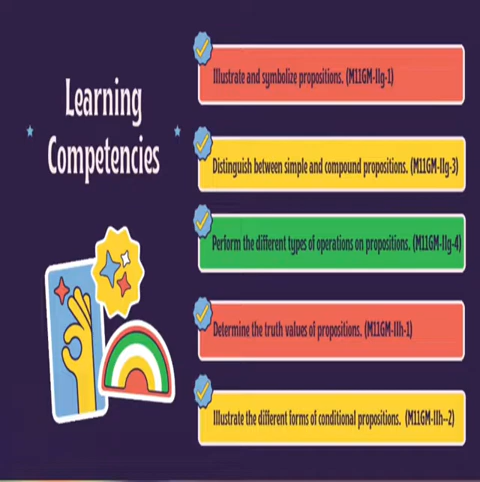 Learning
Competencies
Illustrate and symbolize propositions. (M11GM-IIg-1)
Distinguish between simple and compound propositions. (M11GM-IIg-3)
Perform the different types of operations on propositions. (M11GM-IIg-4)
Determine the truth values of propositions. (M11GM-IIh-1)
Illustrate the different forms of conditional propositions. (M11GM-IIh–2)